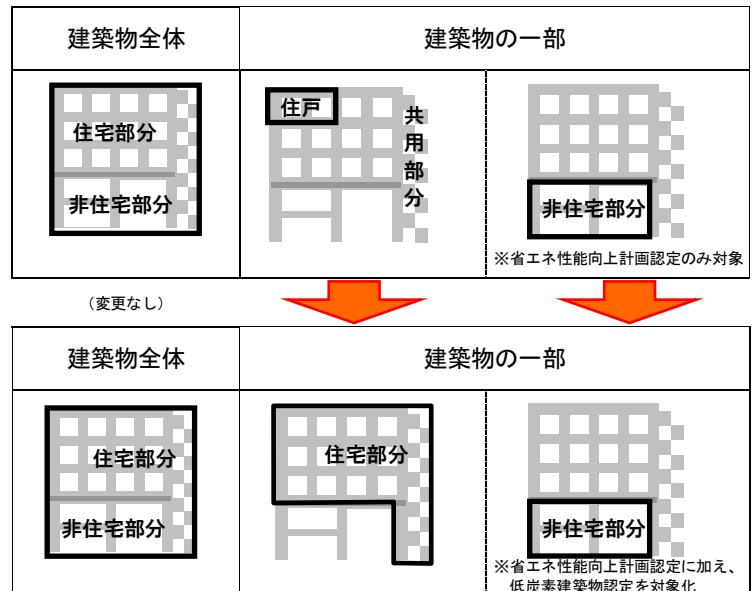 建築物全体
建築物の一部
住宅部分
非住宅部分
住戸
共用部分
非住宅部分
※省エネ性能向上計画認定のみ対象
（変更なし）
建築物全体
建築物の一部
住宅部分
非住宅部分
住宅部分
非住宅部分
※省エネ性能向上計画認定に加え、
低炭素建築物認定を対象化